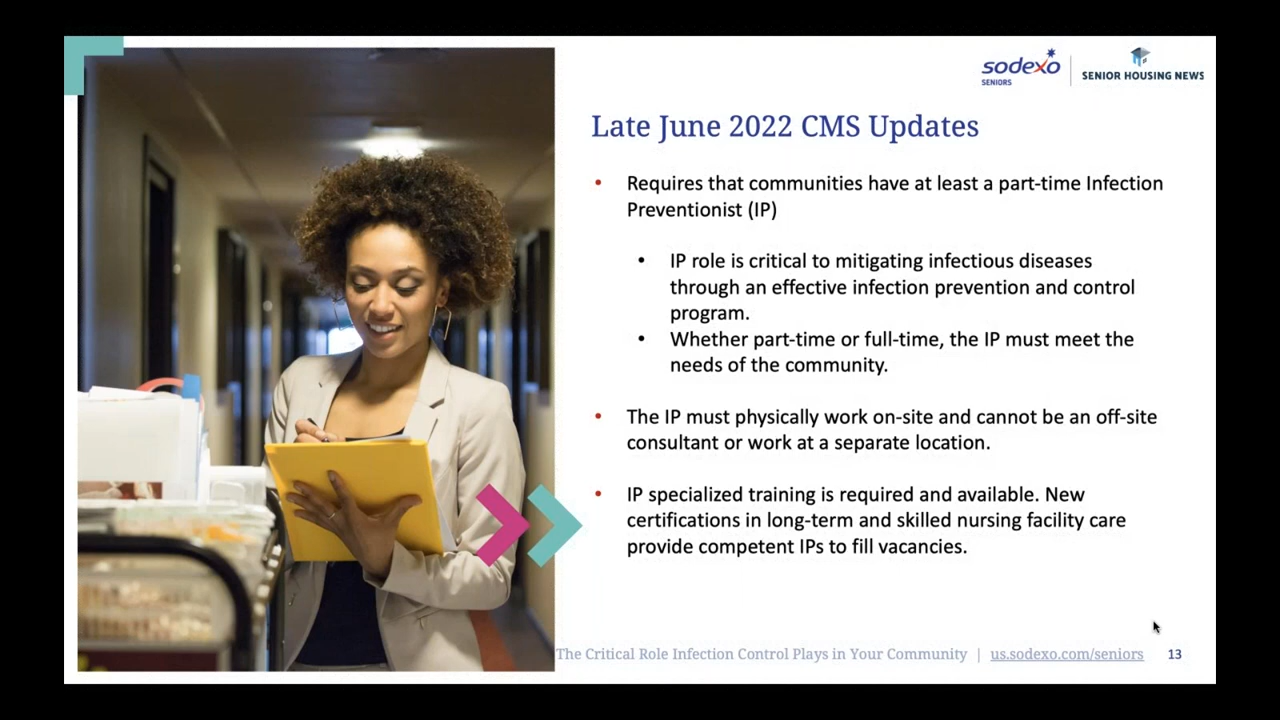 sodexo
SENIORS
SENIOR HOUSING NEWS
Late June 2022 CMS Updates
• Requires that communities have at least a part-time Infection
Preventionist (IP)
• IP role is critical to mitigating infectious diseases
through an effective infection prevention and control
program.
• Whether part-time or full-time, the IP must meet the
needs of the community.
• The IP must physically work on-site and cannot be an off-site
consultant or work at a separate location.
• IP specialized training is required and available. New
certifications in long-term and skilled nursing facility care
provide competent IPs to fill vacancies.
The Critical Role Infection Control Plays in Your Community | us.sodexo.com/seniors 13